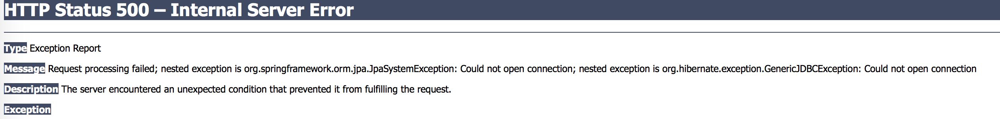 HTTP Status 500 – Internal Server Error
Type Exception Report
Message Request processing failed; nested exception is org.springframework.orm.jpa.JpaSystemException: Could not open connection; nested exception is org.hibernate.exception.GenericJDBCException: Could not open connection
Description The server encountered an unexpected condition that prevented it from fulfilling the request.
Exception